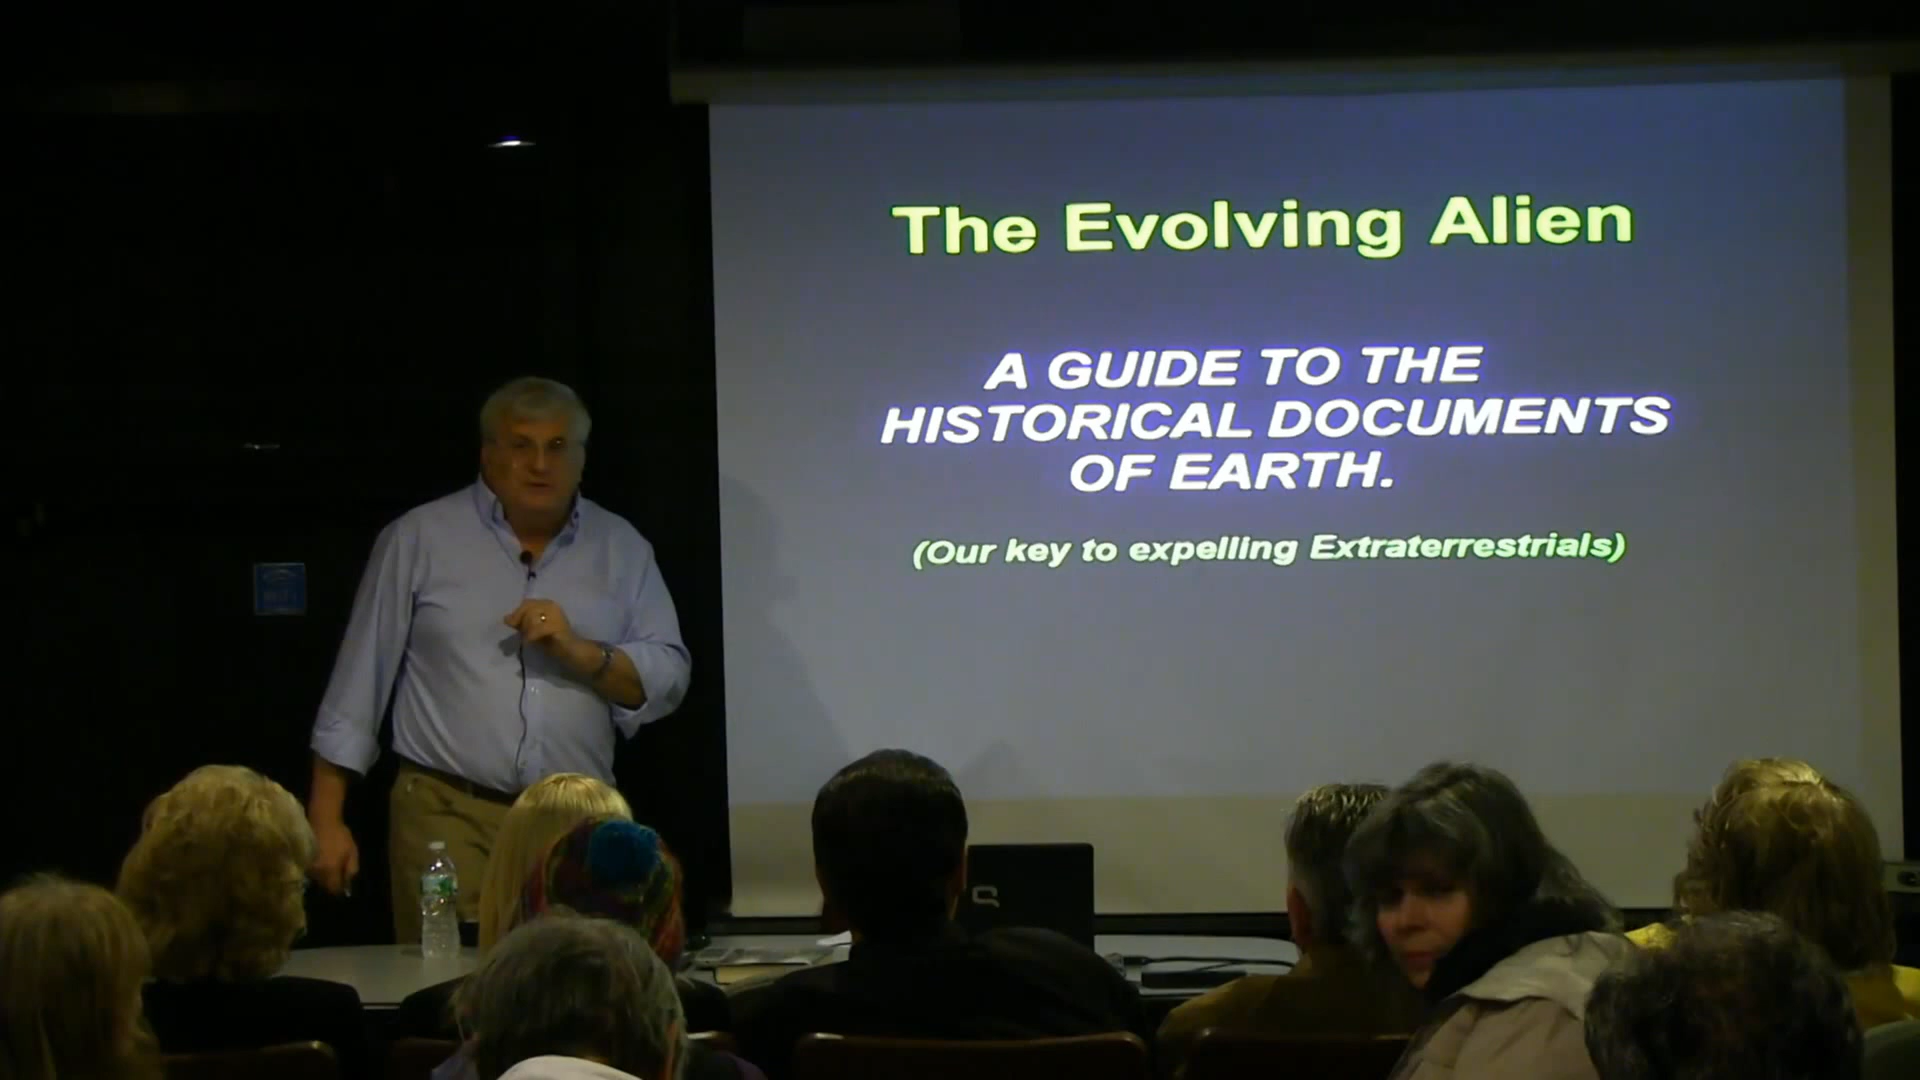 The Evolving Alien
A GUIDE TO THE
HISTORICAL DOCUMENTS
OF EARTH.
(Our key to expelling Extraterrestrials)